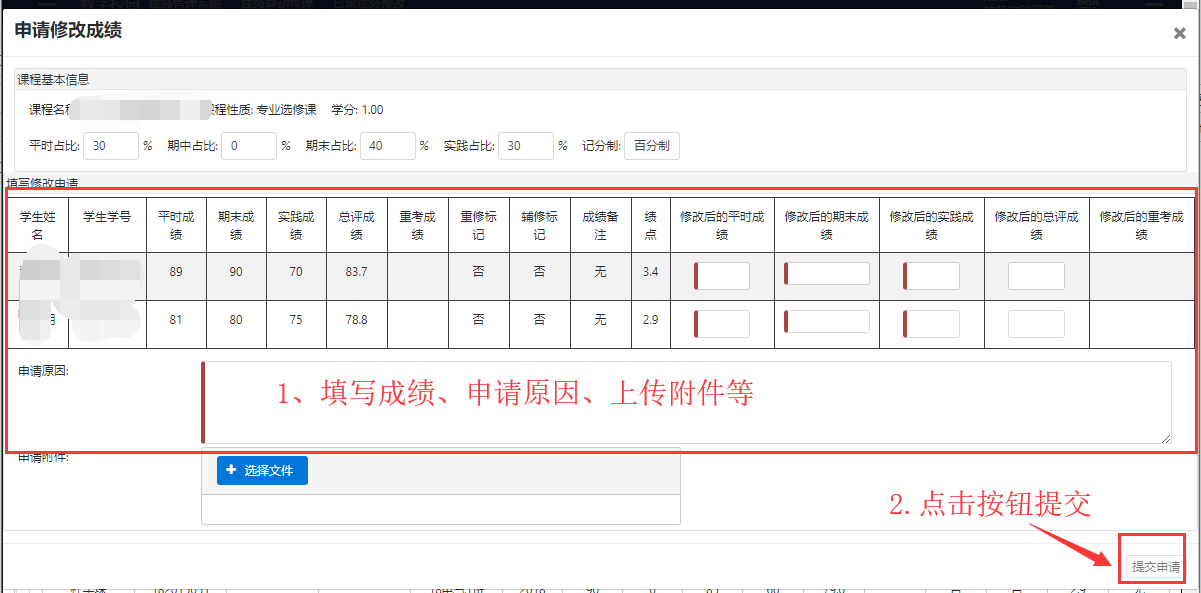 申请修改成绩
×
课程基本信息
课程名称 课程性质: 专业选修课 学分: 1.00
平时占比: 30 % 期中占比: 0 % 期末占比: 40 % 实践占比: 30 % 记分制: 百分制
填写修改申请
学生姓名 学生学号 平时成绩 期末成绩 实践成绩 总评成绩 重考成绩 重修标记 辅修标记 成绩备注 绩点 修改后的平时成绩 修改后的期末成绩 修改后的实践成绩 修改后的总评成绩 修改后的重考成绩
89 90 70 83.7 否 否 无 3.4
81 80 75 78.8 否 否 无 2.9
申请原因:
1、填写成绩、申请原因、上传附件等
申请附件:
+ 选择文件
2.点击按钮提交
提交申请